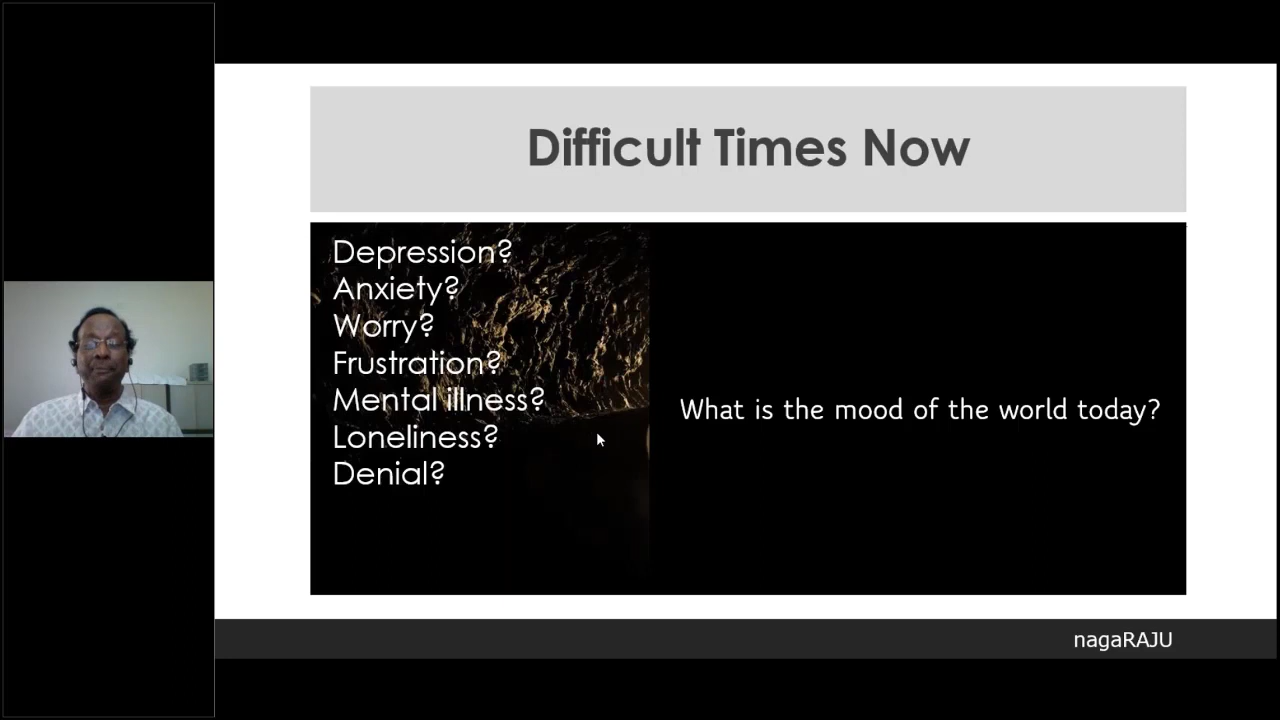 Difficult Times Now
Depression?
Anxiety?
Worry?
Frustration?
Mental illness?
Loneliness?
Denial?
What is the mood of the world today?
nagaRAJU